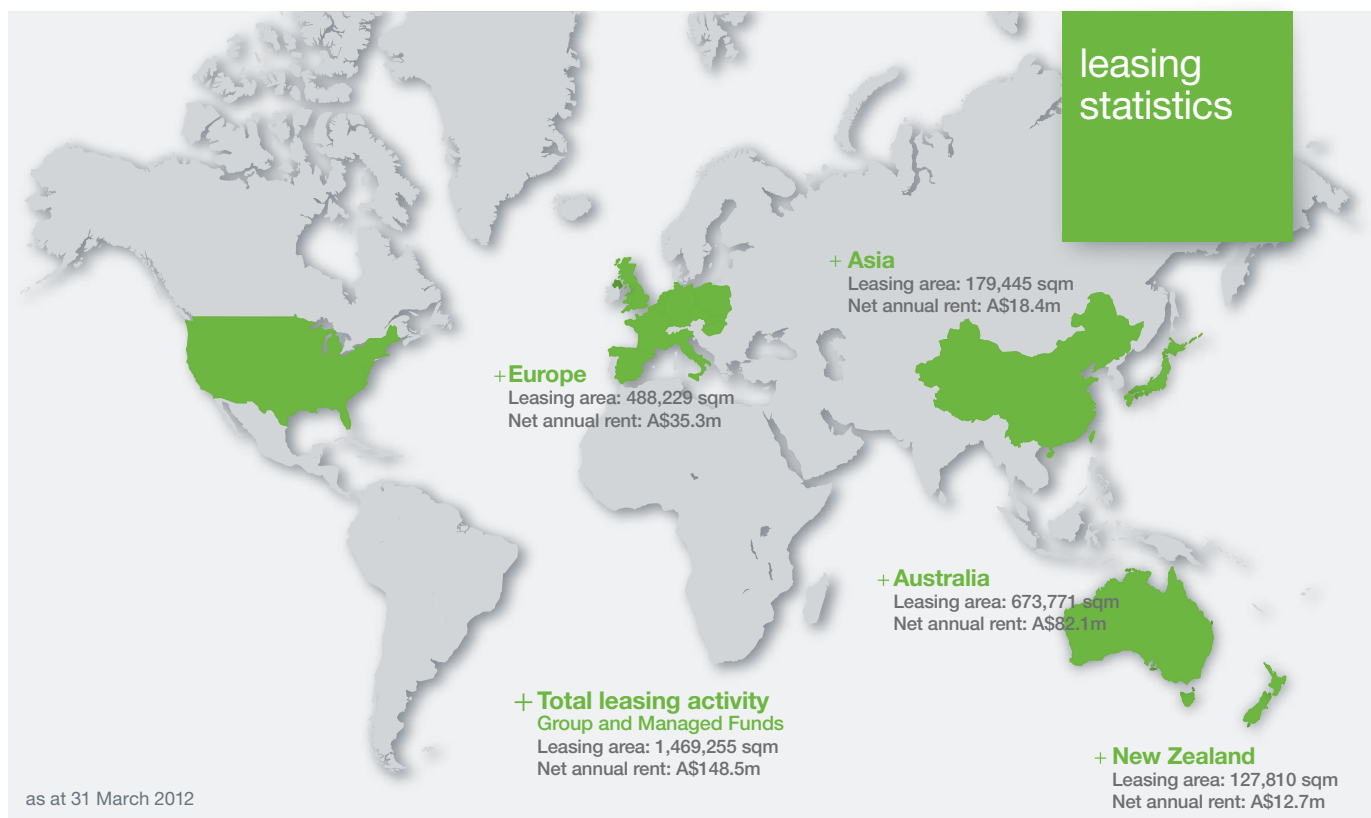 leasing
statistics
+ Asia
Leasing area: 179,445 sqm
Net annual rent: A$18.4m
+ Europe
Leasing area: 488,229 sqm
Net annual rent: A$35.3m
+ Australia
Leasing area: 673,771 sqm
Net annual rent: A$82.1m
+ Total leasing activity
Group and Managed Funds
Leasing area: 1,469,255 sqm
Net annual rent: A$148.5m
+ New Zealand
Leasing area: 127,810 sqm
Net annual rent: A$12.7m
as at 31 March 2012